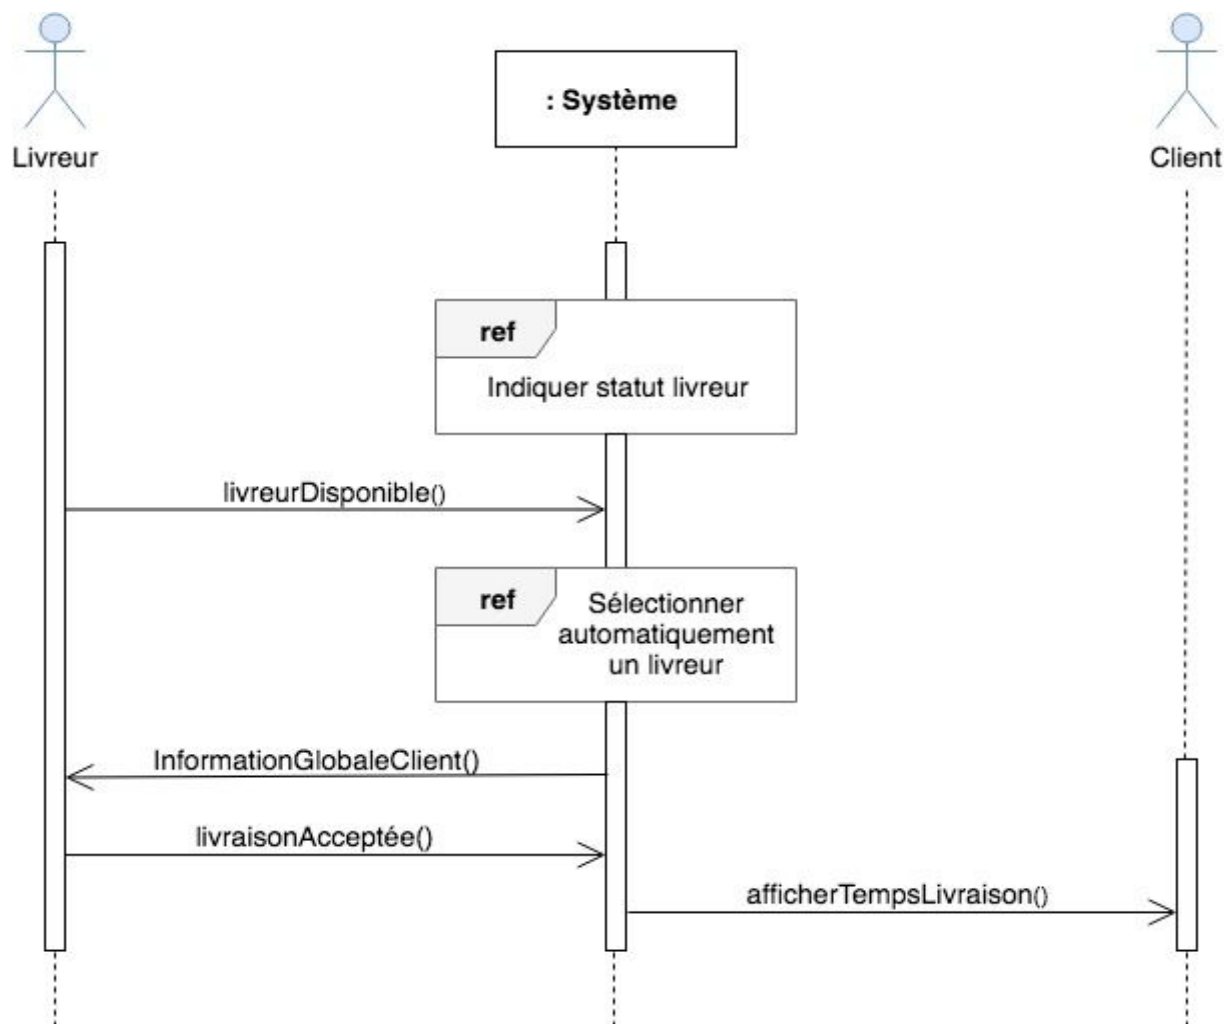 Livreur
: Système
Client
ref
Indiquer statut livreur
livreurDisponible()
ref
Sélectionner
automatiquement
un livreur
InformationGlobaleClient()
livraisonAcceptée()
afficherTempsLivraison()